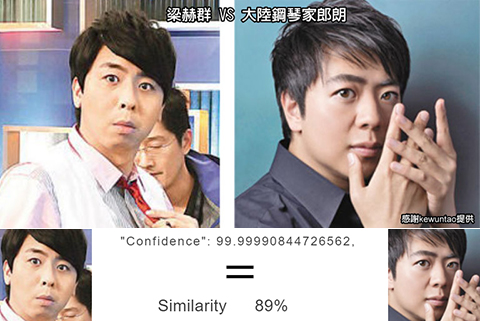 梁赫群 VS 大陸鋼琴家郎朗
感謝kewuntao提供
"Confidence": 99.99990844726562,
=
Similarity 89%